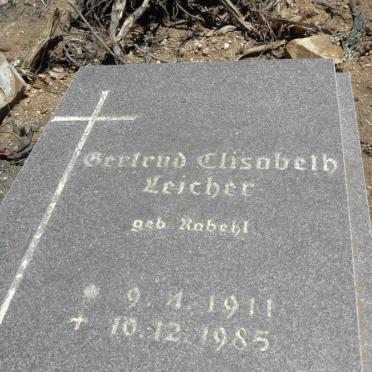 Gertrud Elisabeth
Leicher
geb Rabehl
* 9. 4. 1911
+ 10. 12. 1985